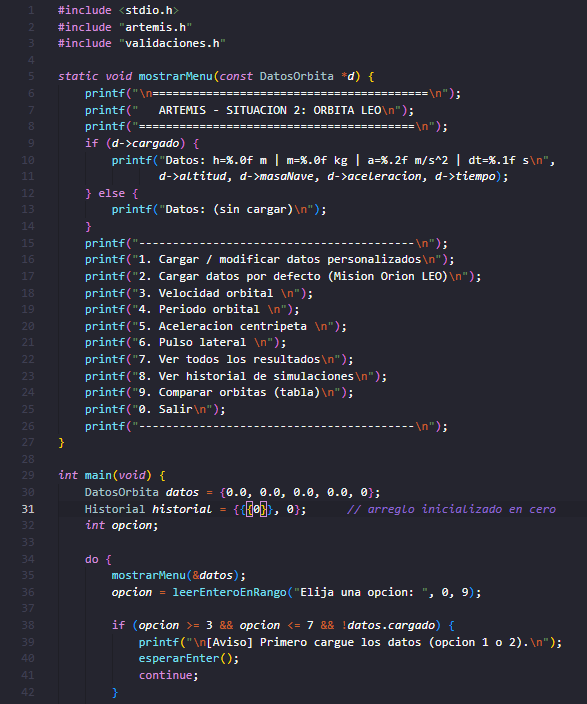 1 #include <stdio.h>
2 #include "artemis.h"
3 #include "validaciones.h"
4
5 static void mostrarMenu(const DatosOrbita *d) {
6     printf("\n=========================================\n");
7     printf("   ARTEMIS - SITUACION 2: ORBITA LEO\n");
8     printf("=========================================\n");
9     if (d->cargado) {
10         printf("Datos: h=%.0f m | m=%.0f kg | a=%.2f m/s^2 | dt=%.1f s\n",
11                d->altitud, d->masaNave, d->aceleracion, d->tiempo);
12     } else {
13         printf("Datos: (sin cargar)\n");
14     }
15     printf("-----------------------------------------\n");
16     printf("1. Cargar / modificar datos personalizados\n");
17     printf("2. Cargar datos por defecto (Mision Orion LEO)\n");
18     printf("3. Velocidad orbital \n");
19     printf("4. Periodo orbital \n");
20     printf("5. Aceleracion centripeta \n");
21     printf("6. Pulso lateral \n");
22     printf("7. Ver todos los resultados\n");
23     printf("8. Ver historial de simulaciones\n");
24     printf("9. Comparar orbitas (tabla)\n");
25     printf("0. Salir\n");
26     printf("-----------------------------------------\n");
27 }
28
29 int main(void) {
30     DatosOrbita datos = {0.0, 0.0, 0.0, 0.0, 0};
31     Historial historial = {{{0}}, 0};      // arreglo inicializado en cero
32     int opcion;
33
34     do {
35         mostrarMenu(&datos);
36         opcion = leerEnteroEnRango("Elija una opcion: ", 0, 9);
37
38         if (opcion >= 3 && opcion <= 7 && !datos.cargado) {
39             printf("\n[Aviso] Primero cargue los datos (opcion 1 o 2).\n");
40             esperarEnter();
41             continue;
42         }